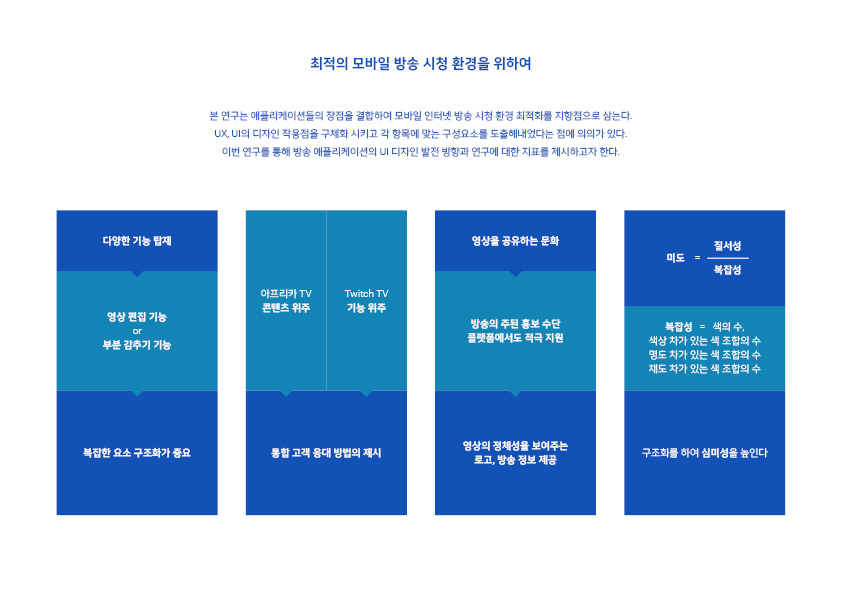 최적의 모바일 방송 시청 환경을 위하여
본 연구는 애플리케이션들의 장점을 결합하여 모바일 인터넷 방송 시청 환경 최적화를 지향점으로 삼는다.
UX, UI의 디자인 작용점을 구체화 시키고 각 항목에 맞는 구성요소를 도출해내었다는 점에 의의가 있다.
이번 연구를 통해 방송 애플리케이션의 UI 디자인 발전 방향과 연구에 대한 지표를 제시하고자 한다.
다양한 기능 탑재
영상 편집 기능
or
부분 감추기 기능
복잡한 요소 구조화가 중요
아프리카 TV
콘텐츠 위주
Twitch TV
기능 위주
통합 고객 응대 방법의 제시
영상을 공유하는 문화
방송의 주된 홍보 수단
플랫폼에서도 적극 지원
영상의 정체성을 보여주는
로고, 방송 정보 제공
질서성
미도 =
복잡성
복잡성 = 색의 수,
색상 차가 있는 색 조합의 수
명도 차가 있는 색 조합의 수
채도 차가 있는 색 조합의 수
구조화를 하여 심미성을 높인다